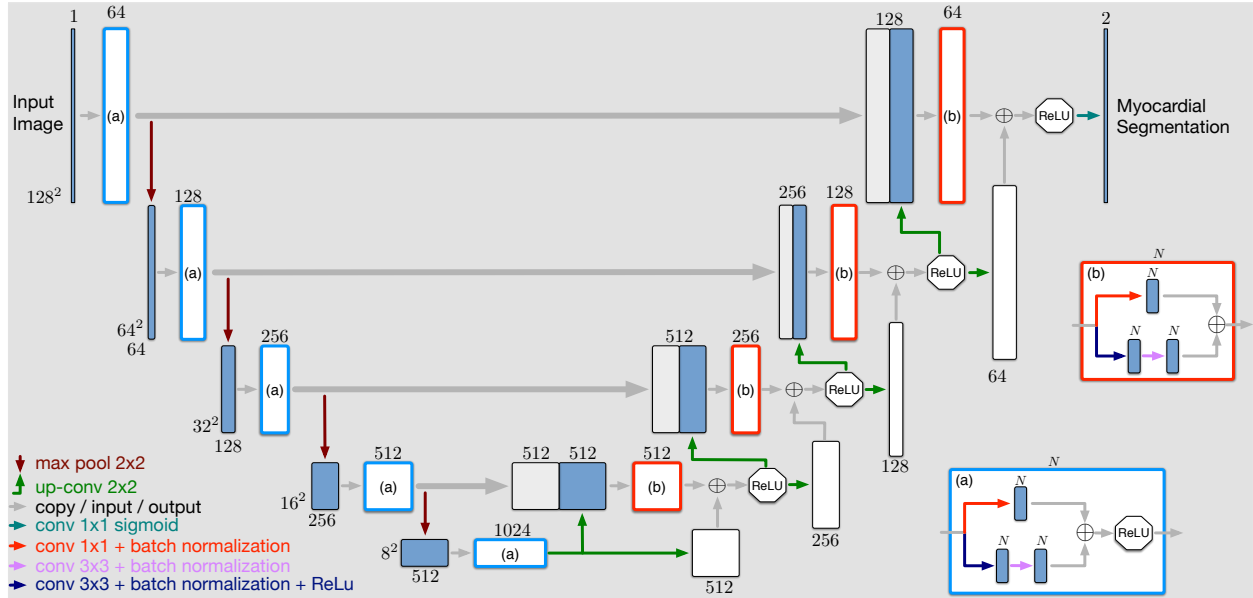 1
64
128
64
2
Input
Image
(a)
(b)
ReLU
Myocardial
Segmentation
128²
128
256
128
(a)
(b)
ReLU
64²
64
N
(b)
N
N
N
64
256
512
256
(a)
(b)
ReLU
32²
128
128
512
512
512
512
(a)
(b)
ReLU
16²
256
256
1024
(a)
8²
512
512
max pool 2x2
up-conv 2x2
copy / input / output
conv 1x1 sigmoid
conv 1x1 + batch normalization
conv 3x3 + batch normalization
conv 3x3 + batch normalization + ReLu
N
(a)
N
N
N
ReLU